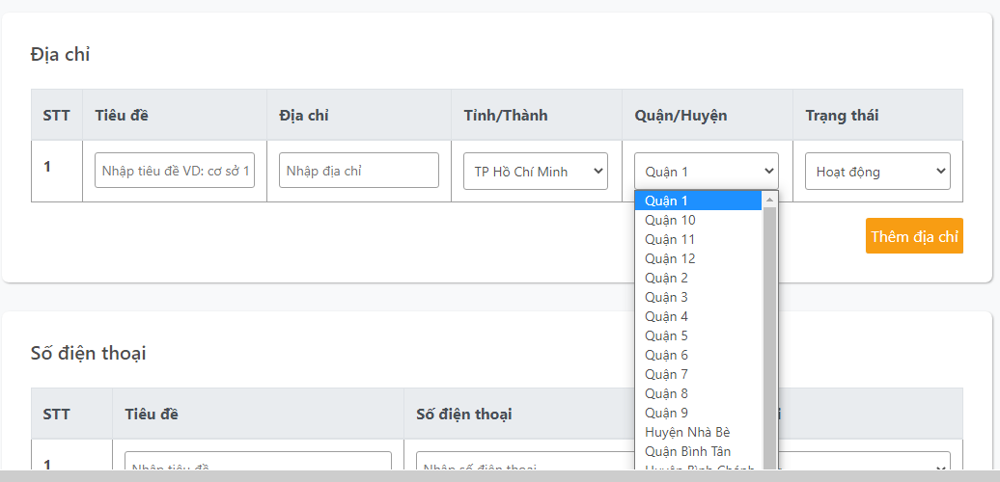 Địa chỉ
STT Tiêu đề Địa chỉ Tỉnh/Thành Quận/Huyện Trạng thái
1 Nhập tiêu đề VD: cơ sở 1 Nhập địa chỉ TP Hồ Chí Minh Quận 1 Hoạt động
Quận 1
Quận 10
Thêm địa chỉ
Quận 11
Quận 12
Quận 2
Quận 3
Quận 4
Số điện thoại
Quận 5
Quận 6
Quận 7
Quận 8
STT Tiêu đề Số điện thoại
Quận 9
Huyện Nhà Bè
Quận Bình Tân
1 Nhập tiêu đề Nhập số điện thoại
Huyện Bình Chánh